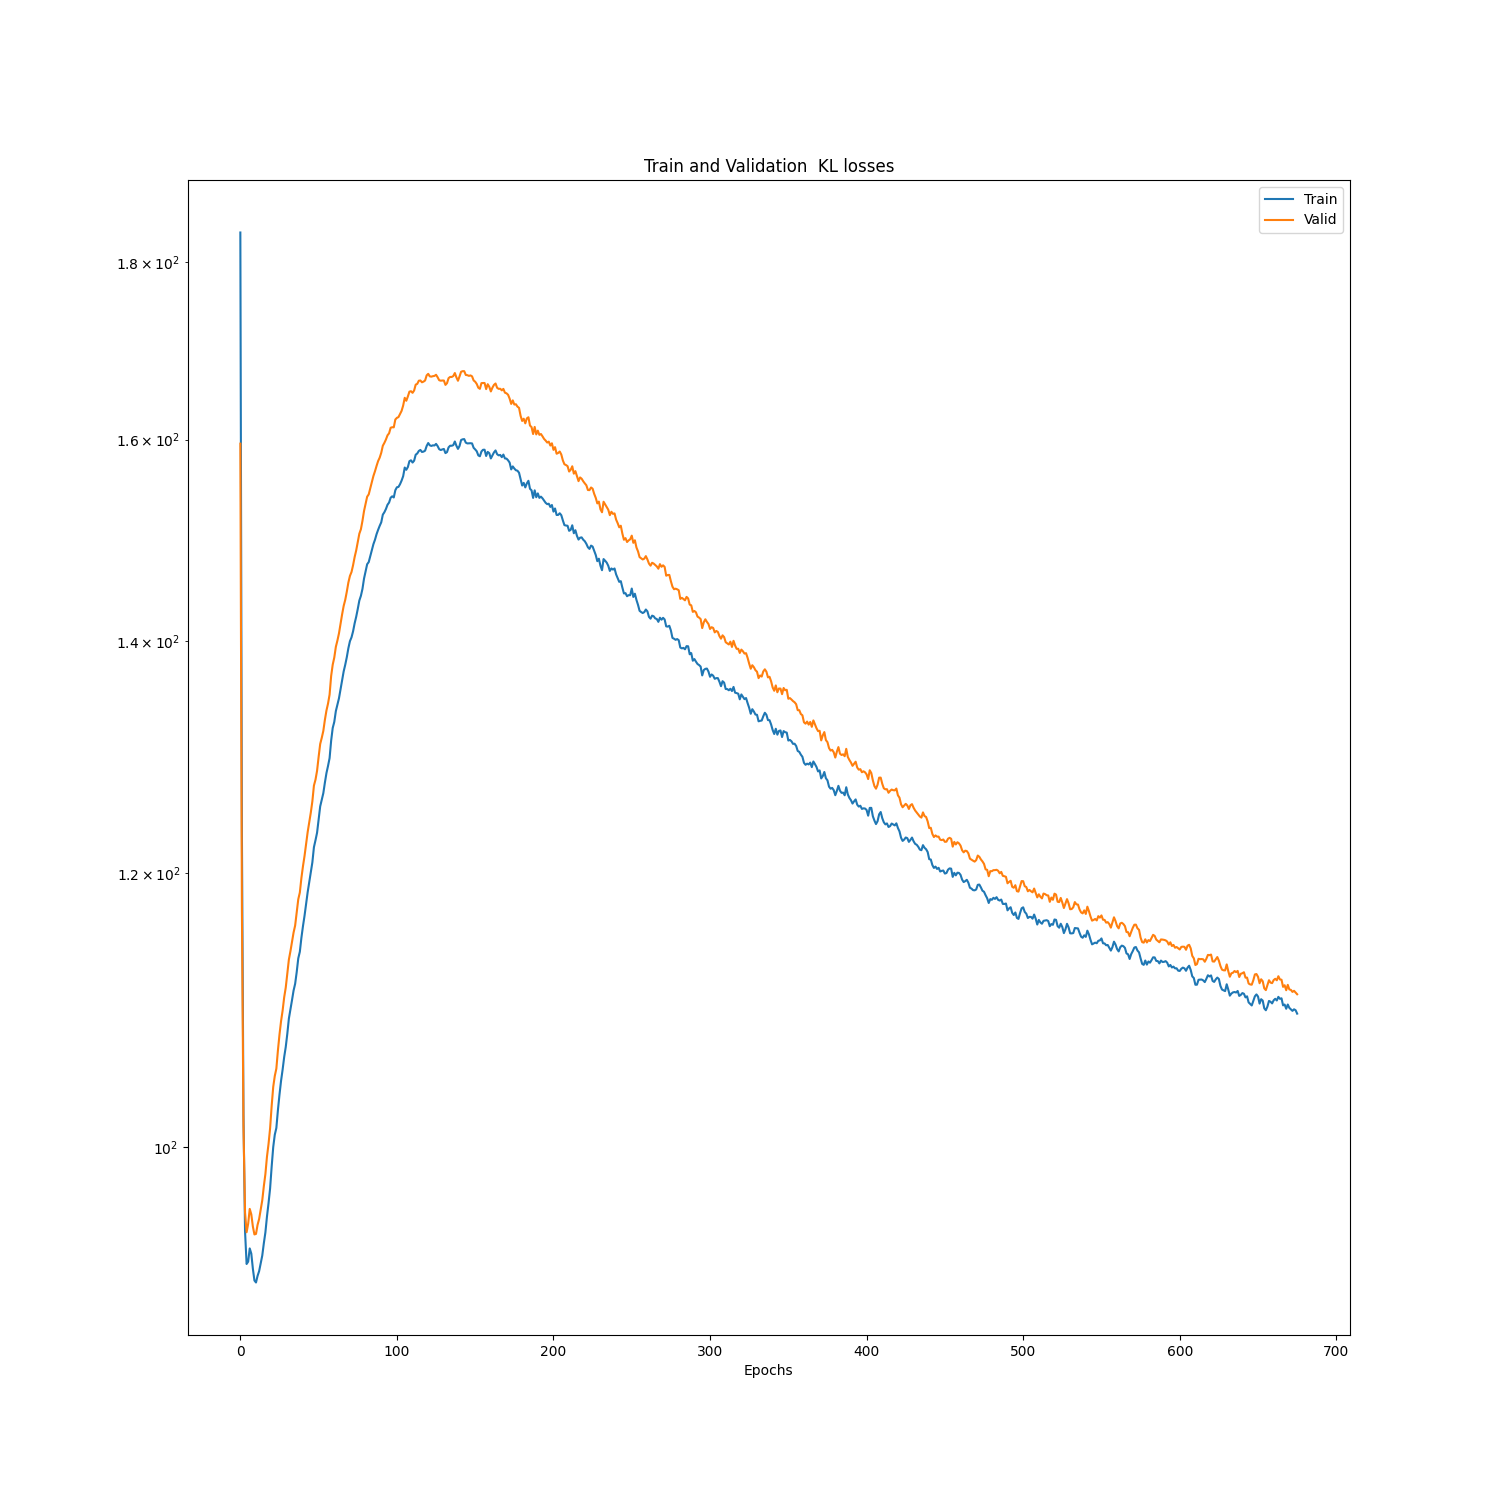 Train and Validation  KL losses
Train
Valid
1.8 × 10²
1.6 × 10²
1.4 × 10²
1.2 × 10²
10²
0 100 200 300 400 500 600 700
Epochs